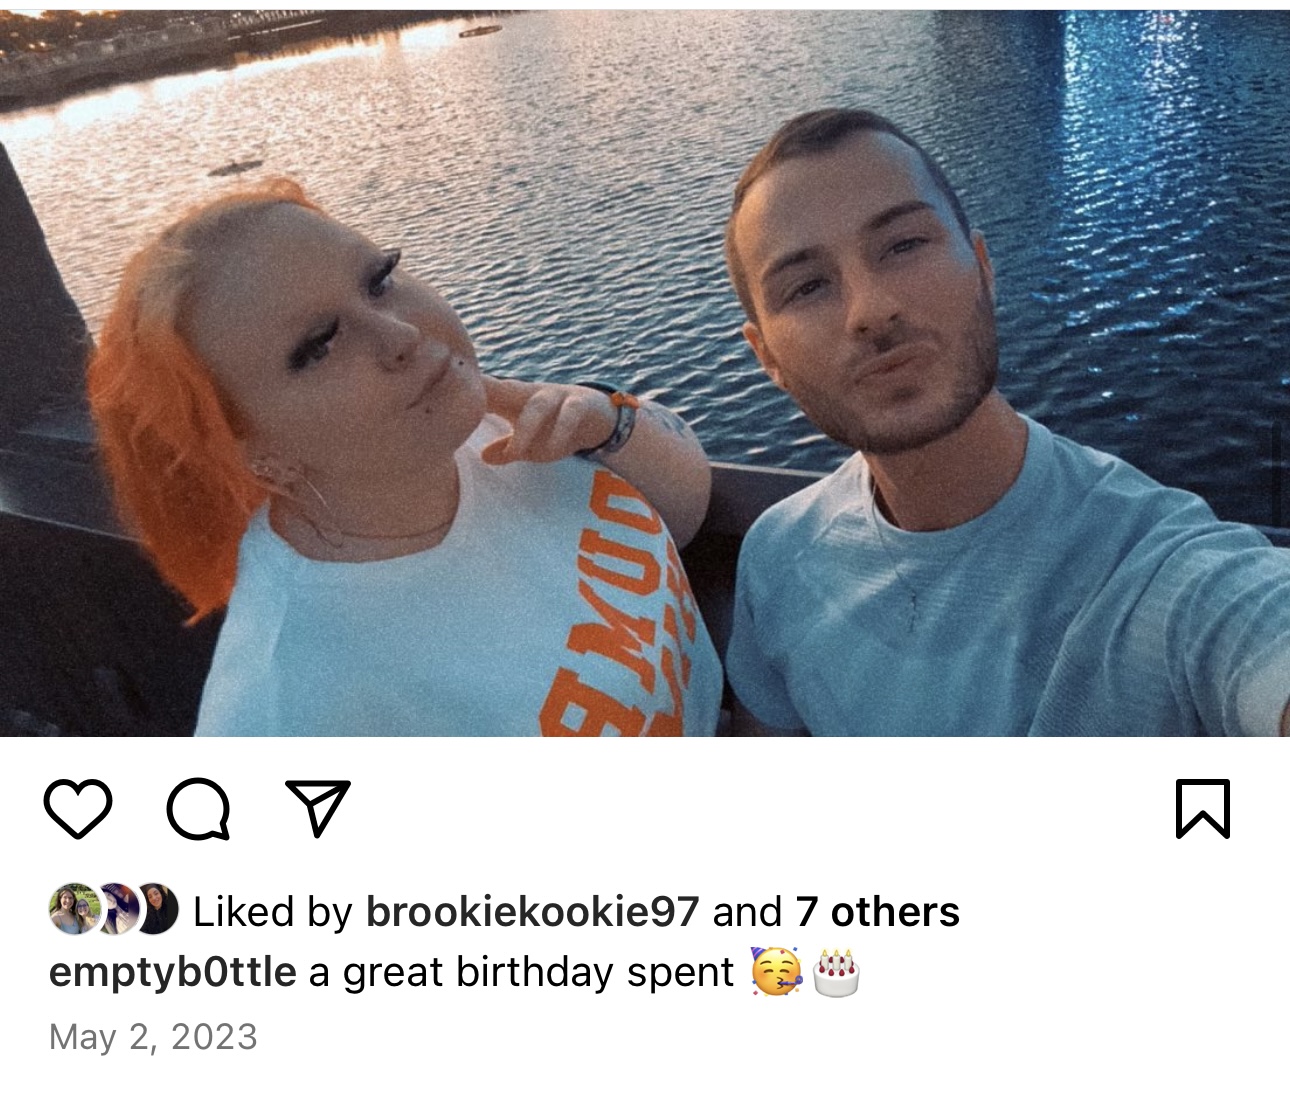 Liked by brookiekookie97 and 7 others
emptyb0ttle a great birthday spent 🥳🎂
May 2, 2023